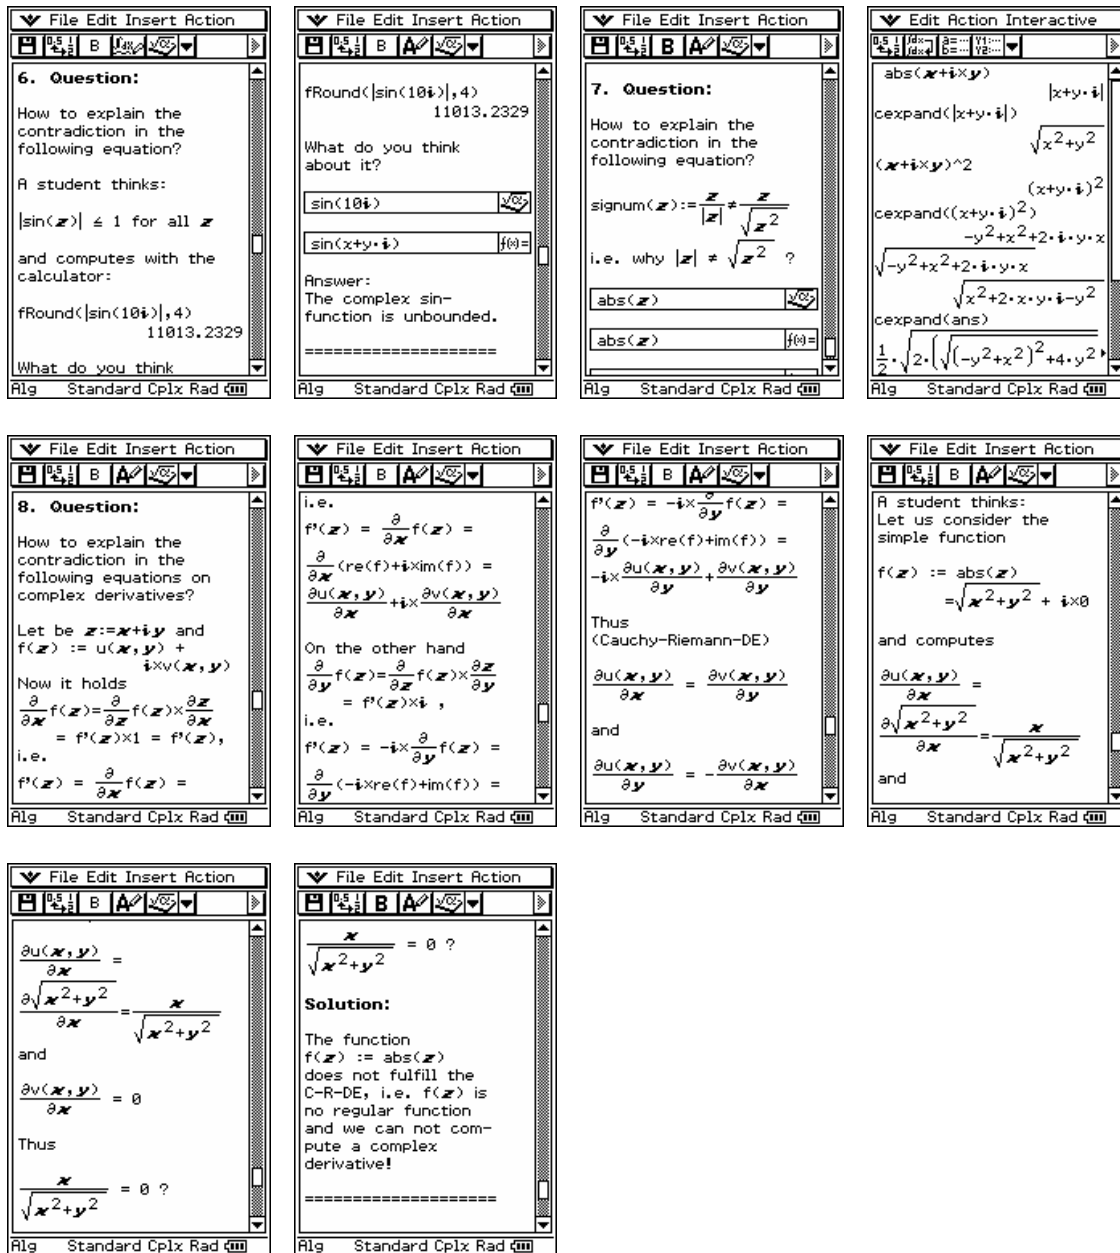 File Edit Insert Action
B
6. Question:
How to explain the
contradiction in the
following equation?
A student thinks:
|sin(z)| ≤ 1 for all z
and computes with the
calculator:
fRound(|sin(10i)|,4)
11013.2329
What do you think
Alg Standard Cplx Rad
File Edit Insert Action
B
fRound(|sin(10i)|,4)
11013.2329
What do you think
about it?
sin(10i)
sin(x+y·i)
Answer:
The complex sin-
function is unbounded.
=====================
Alg Standard Cplx Rad
File Edit Insert Action
B
7. Question:
How to explain the
contradiction in the
following equation?
signum(z):=z/|z|≠z/√(z²)
i.e. why |z| ≠ √(z²) ?
abs(z)
abs(z)
Alg Standard Cplx Rad
Edit Action Interactive
abs(x+i×y)
|x+y·i|
cexpand(|x+y·i|)
√(x²+y²)
(x+i×y)^2
(x+y·i)²
cexpand((x+y·i)²)
-y²+x²+2·i·y·x
√(-y²+x²+2·i·y·x)
√(x²+2·x·y·i-y²)
cexpand(ans)
1/2·√(2·(√((-y²+x²)²+4·y²
Alg Standard Cplx Rad
File Edit Insert Action
B
8. Question:
How to explain the
contradiction in the
following equations on
complex derivatives?
Let be z:=x+iy and
f(z) := u(x,y) +
i×v(x,y)
Now it holds
∂/∂x f(z)=∂/∂z f(z)×∂z/∂x
= f'(z)×1 = f'(z),
i.e.
f'(z) = ∂/∂x f(z) =
Alg Standard Cplx Rad
File Edit Insert Action
B
i.e.
f'(z) = ∂/∂x f(z) =
∂/∂x (re(f)+i×im(f)) =
∂u(x,y)/∂x +i×∂v(x,y)/∂x
On the other hand
∂/∂y f(z)=∂/∂z f(z)×∂z/∂y
= f'(z)×i ,
i.e.
f'(z) = -i×∂/∂y f(z) =
∂/∂y (-i×re(f)+im(f)) =
Alg Standard Cplx Rad
File Edit Insert Action
B
f'(z) = -i×∂/∂y f(z) =
∂/∂y (-i×re(f)+im(f)) =
-i×∂u(x,y)/∂y +∂v(x,y)/∂y
Thus
(Cauchy-Riemann-DE)
∂u(x,y)/∂x = ∂v(x,y)/∂y
and
∂u(x,y)/∂y = -∂v(x,y)/∂x
Alg Standard Cplx Rad
File Edit Insert Action
B
A student thinks:
Let us consider the
simple function
f(z) := abs(z)
=√(x²+y²) + i×0
and computes
∂u(x,y)/∂x =
∂√(x²+y²)/∂x = x/√(x²+y²)
and
Alg Standard Cplx Rad
File Edit Insert Action
B
∂u(x,y)/∂x =
∂√(x²+y²)/∂x = x/√(x²+y²)
and
∂v(x,y)/∂x = 0
Thus
x/√(x²+y²) = 0 ?
Alg Standard Cplx Rad
File Edit Insert Action
B
x/√(x²+y²) = 0 ?
Solution:
The function
f(z) := abs(z)
does not fulfill the
C-R-DE, i.e. f(z) is
no regular function
and we can not com-
pute a complex
derivative!
=====================
Alg Standard Cplx Rad